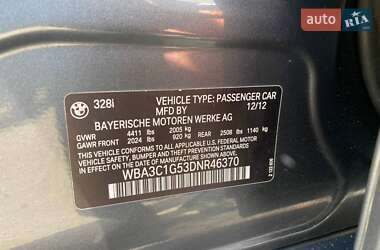 auto RIA
328i
VEHICLE TYPE: PASSENGER CAR
MFD BY 12/12
BAYERISCHE MOTOREN WERKE AG
GVWR 4411 lbs 2005 kg
GAWR FRONT 2024 lbs 920 kg REAR 2508 lbs 1140 kg
THIS VEHICLE CONFORMS TO ALL APPLICABLE
FEDERAL MOTOR VEHICLE SAFETY, BUMPER,
AND THEFT PREVENTION STANDARDS IN EFFECT
ON THE DATE OF MANUFACTURE SHOWN ABOVE.
WBA3C1G53DNR46370